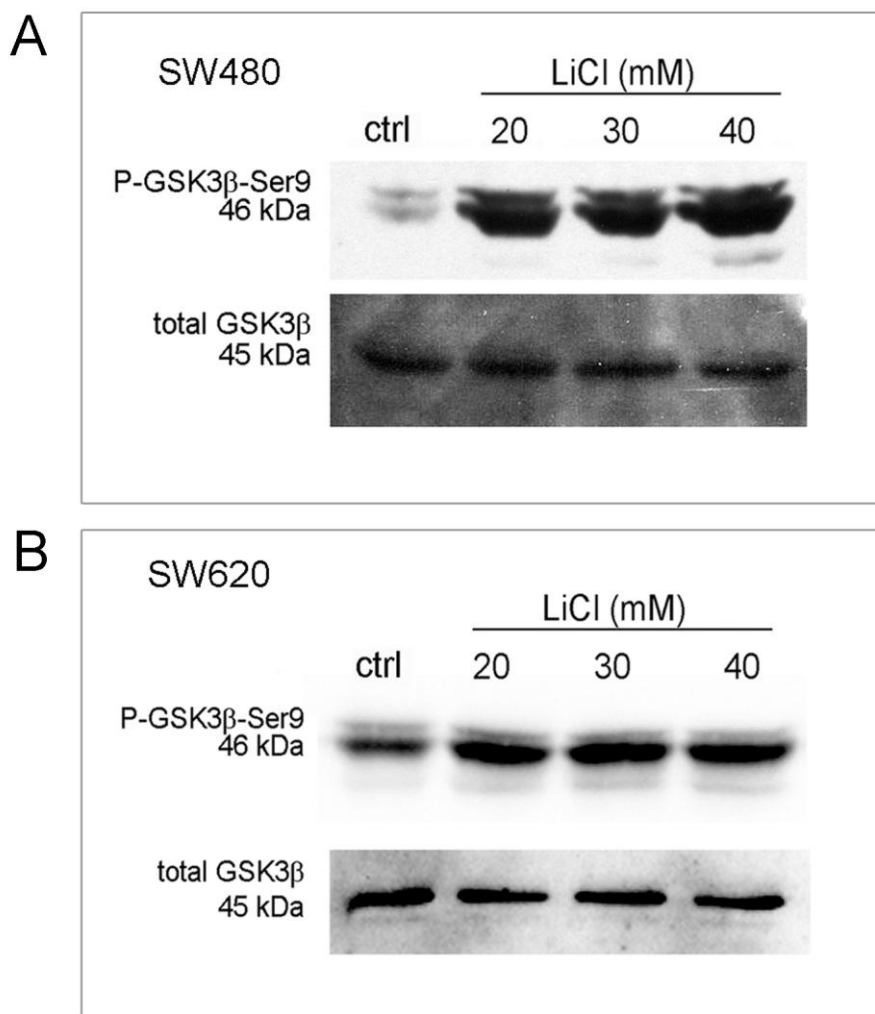 A
SW480
LiCl (mM)
ctrl 20 30 40
P-GSK3β-Ser9
46 kDa
total GSK3β
45 kDa
B
SW620
LiCl (mM)
ctrl 20 30 40
P-GSK3β-Ser9
46 kDa
total GSK3β
45 kDa